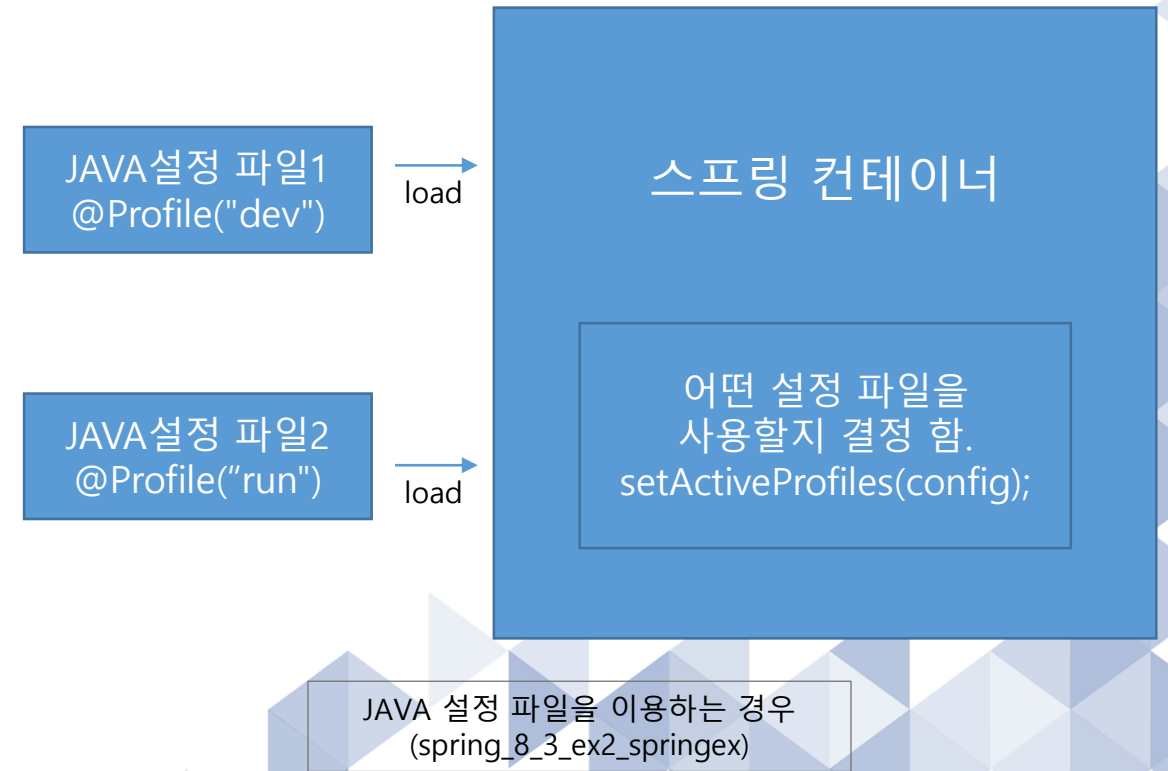 JAVA설정 파일1
@Profile("dev")
load
스프링 컨테이너
JAVA설정 파일2
@Profile(“run")
load
어떤 설정 파일을
사용할지 결정 함.
setActiveProfiles(config);
JAVA 설정 파일을 이용하는 경우
(spring_8_3_ex2_springex)